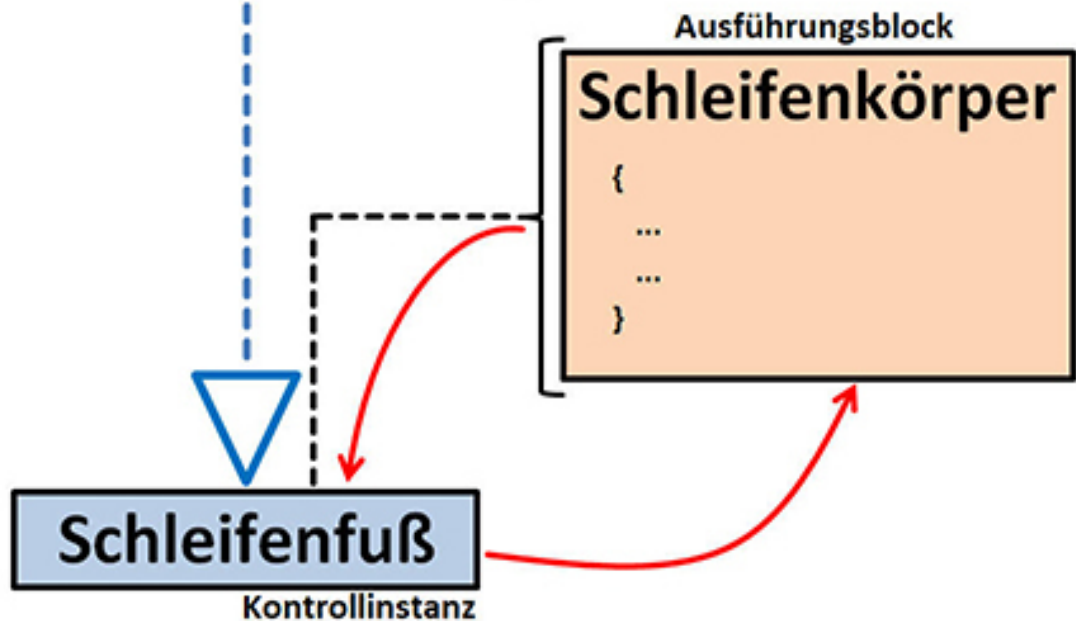 Ausführungsblock
Schleifenkörper
{
...
...
}
Schleifenfuß
Kontrollinstanz